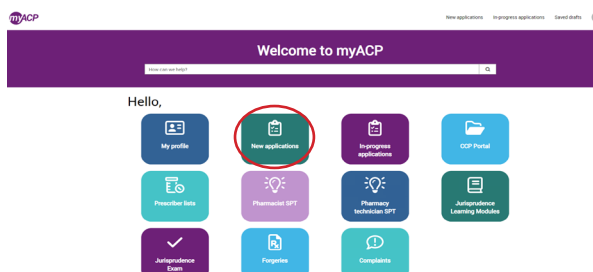 myACP
New applications In-progress applications Saved drafts
Welcome to myACP
How can we help?
Hello,
My profile
New applications
In-progress
applications
CCP Portal
Prescriber lists
Pharmacist SPT
Pharmacy
technician SPT
Jurisprudence
Learning Modules
Jurisprudence
Exam
Forgeries
Complaints